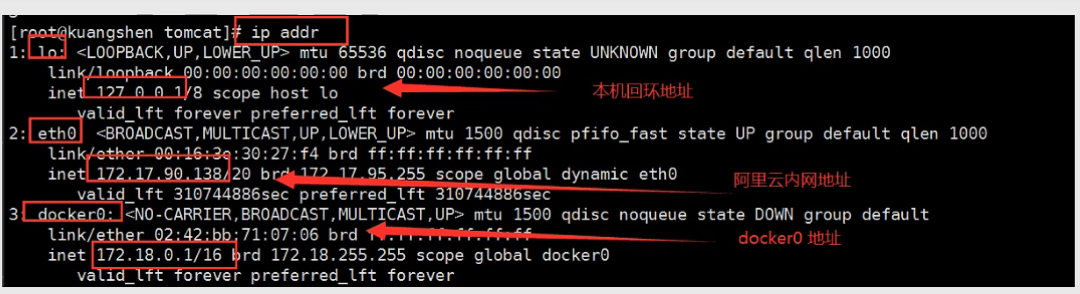 [root@kuangshen tomcat]# ip addr
1: lo: <LOOPBACK,UP,LOWER_UP> mtu 65536 qdisc noqueue state UNKNOWN group default qlen 1000
link/loopback 00:00:00:00:00:00 brd 00:00:00:00:00:00
inet 127.0.0.1/8 scope host lo
本机回环地址
valid_lft forever preferred_lft forever
2: eth0 <BROADCAST,MULTICAST,UP,LOWER_UP> mtu 1500 qdisc pfifo_fast state UP group default qlen 1000
link/ether 00:16:3e:30:27:f4 brd ff:ff:ff:ff:ff:ff
inet 172.17.90.138/20 brd 172.17.95.255 scope global dynamic eth0
阿里云内网地址
valid_lft 310744886sec preferred_lft 310744886sec
3: docker0: <NO-CARRIER,BROADCAST,MULTICAST,UP> mtu 1500 qdisc noqueue state DOWN group default
link/ether 02:42:bb:71:07:06 brd ff:ff:ff:ff:ff:ff
docker0 地址
inet 172.18.0.1/16 brd 172.18.255.255 scope global docker0
valid_lft forever preferred_lft forever